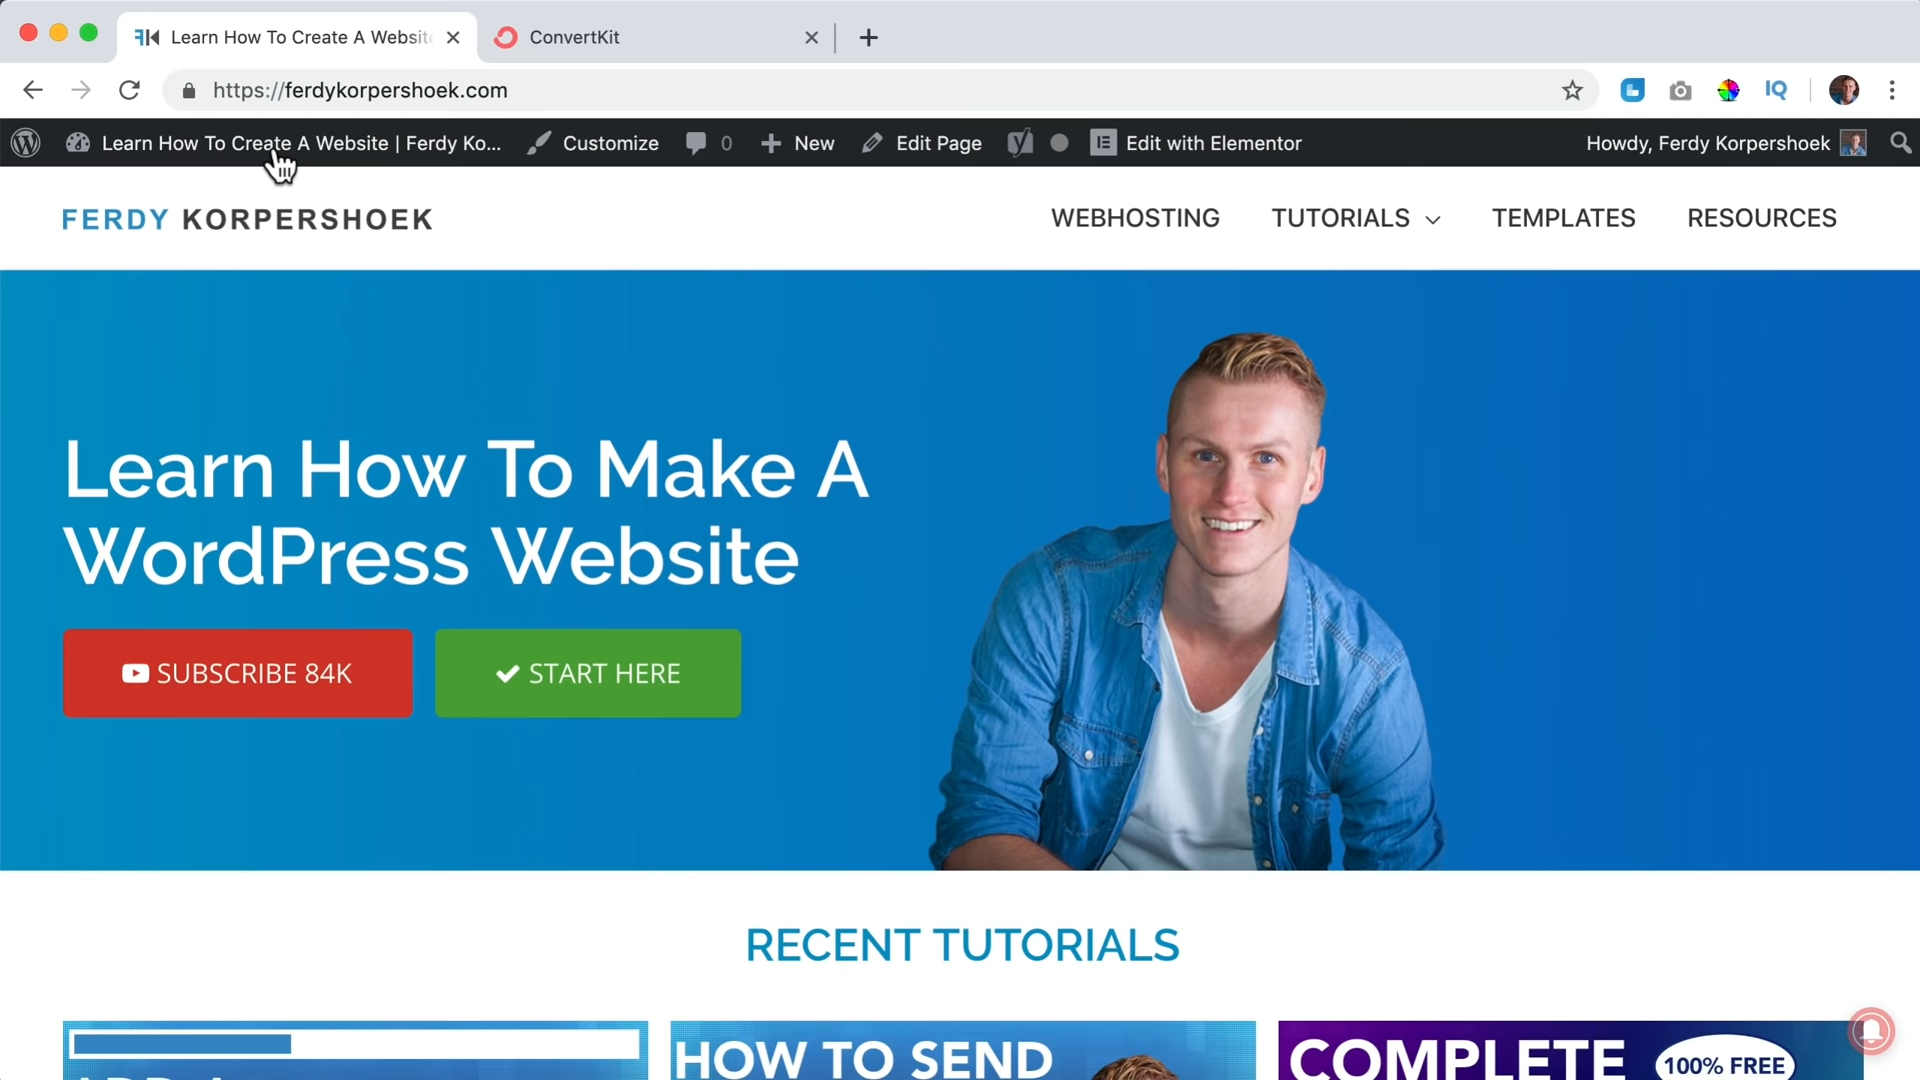 Learn How To Create A Website
ConvertKit
https://ferdykorpershoek.com
IQ
Learn How To Create A Website | Ferdy Ko...
Customize
0
New
Edit Page
Edit with Elementor
Howdy, Ferdy Korpershoek
FERDY KORPERSHOEK
WEBHOSTING
TUTORIALS
TEMPLATES
RESOURCES
Learn How To Make A
WordPress Website
SUBSCRIBE 84K
START HERE
RECENT TUTORIALS
HOW TO SEND
COMPLETE
100% FREE